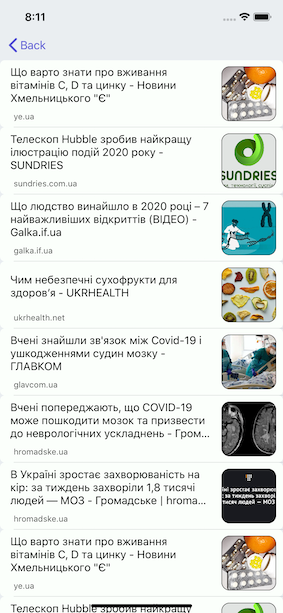 8:11
Back
Що варто знати про вживання
вітамінів C, D та цинку - Новини
Хмельницького "Є"
ye.ua
Телескоп Hubble зробив найкращу
ілюстрацію подій 2020 року -
SUNDRIES
sundries.com.ua
SUNDRIES
Що людство винайшло в 2020 році – 7
найважливіших відкриттів (ВІДЕО) -
Galka.if.ua
galka.if.ua
Чим небезпечні сухофрукти для
здоров'я - UKRHEALTH
ukrhealth.net
Вчені знайшли зв'язок між Covid-19 і
ушкодженнями судин мозку -
ГЛАВКОМ
glavcom.ua
Вчені попереджають, що COVID-19
може пошкодити мозок та призвести
до неврологічних ускладнень - Гром...
hromadske.ua
В Україні зростає захворюваність на
кір: за тиждень захворіли 1,8 тисячі
людей — МОЗ - Громадське | hroma...
hromadske.ua
їні зростає захворюв
за тиждень захворі
тисяч людей — МОЗ
Що варто знати про вживання
вітамінів C, D та цинку - Новини
Хмельницького "Є"
ye.ua
Телескоп Hubble зробив найкращу